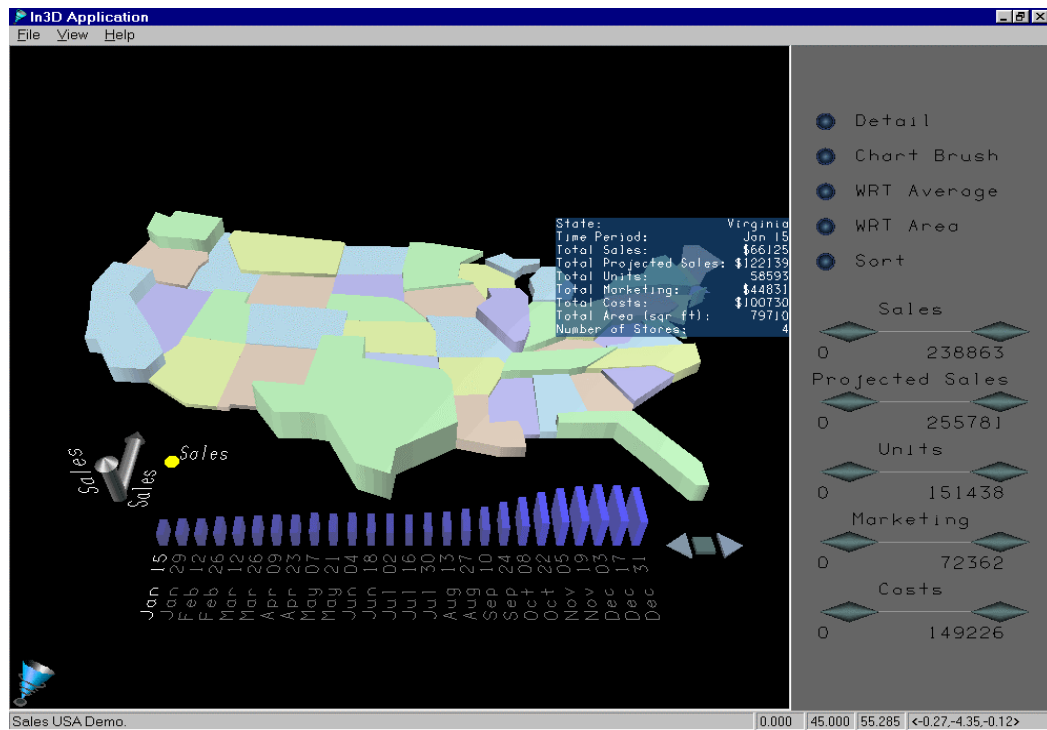 In3D Application
File View Help
Detail
Chart Brush
WRT Average
WRT Area
Sort
State: Virginia
Time Period: Jan 15
Total Sales: $66125
Total Projected Sales: $122139
Total Units: 58593
Total Marketing: $44831
Total Costs: $100730
Total Area (sqr ft): 79710
Number of Stores: 4
Sales
0 238863
Projected Sales
0 255781
Units
0 151438
Marketing
0 72362
Costs
0 149226
Sales
Sales
Sales
Jan 15
Jan 29
Feb 12
Feb 26
Mar 12
Mar 26
Apr 09
Apr 23
May 07
May 21
Jun 04
Jun 18
Jul 02
Jul 16
Jul 30
Aug 13
Aug 27
Sep 10
Sep 24
Oct 08
Oct 22
Nov 05
Nov 19
Dec 03
Dec 17
Dec 31
Sales USA Demo. 0.000 45.000 55.285 <-0.27,-4.35,-0.12>